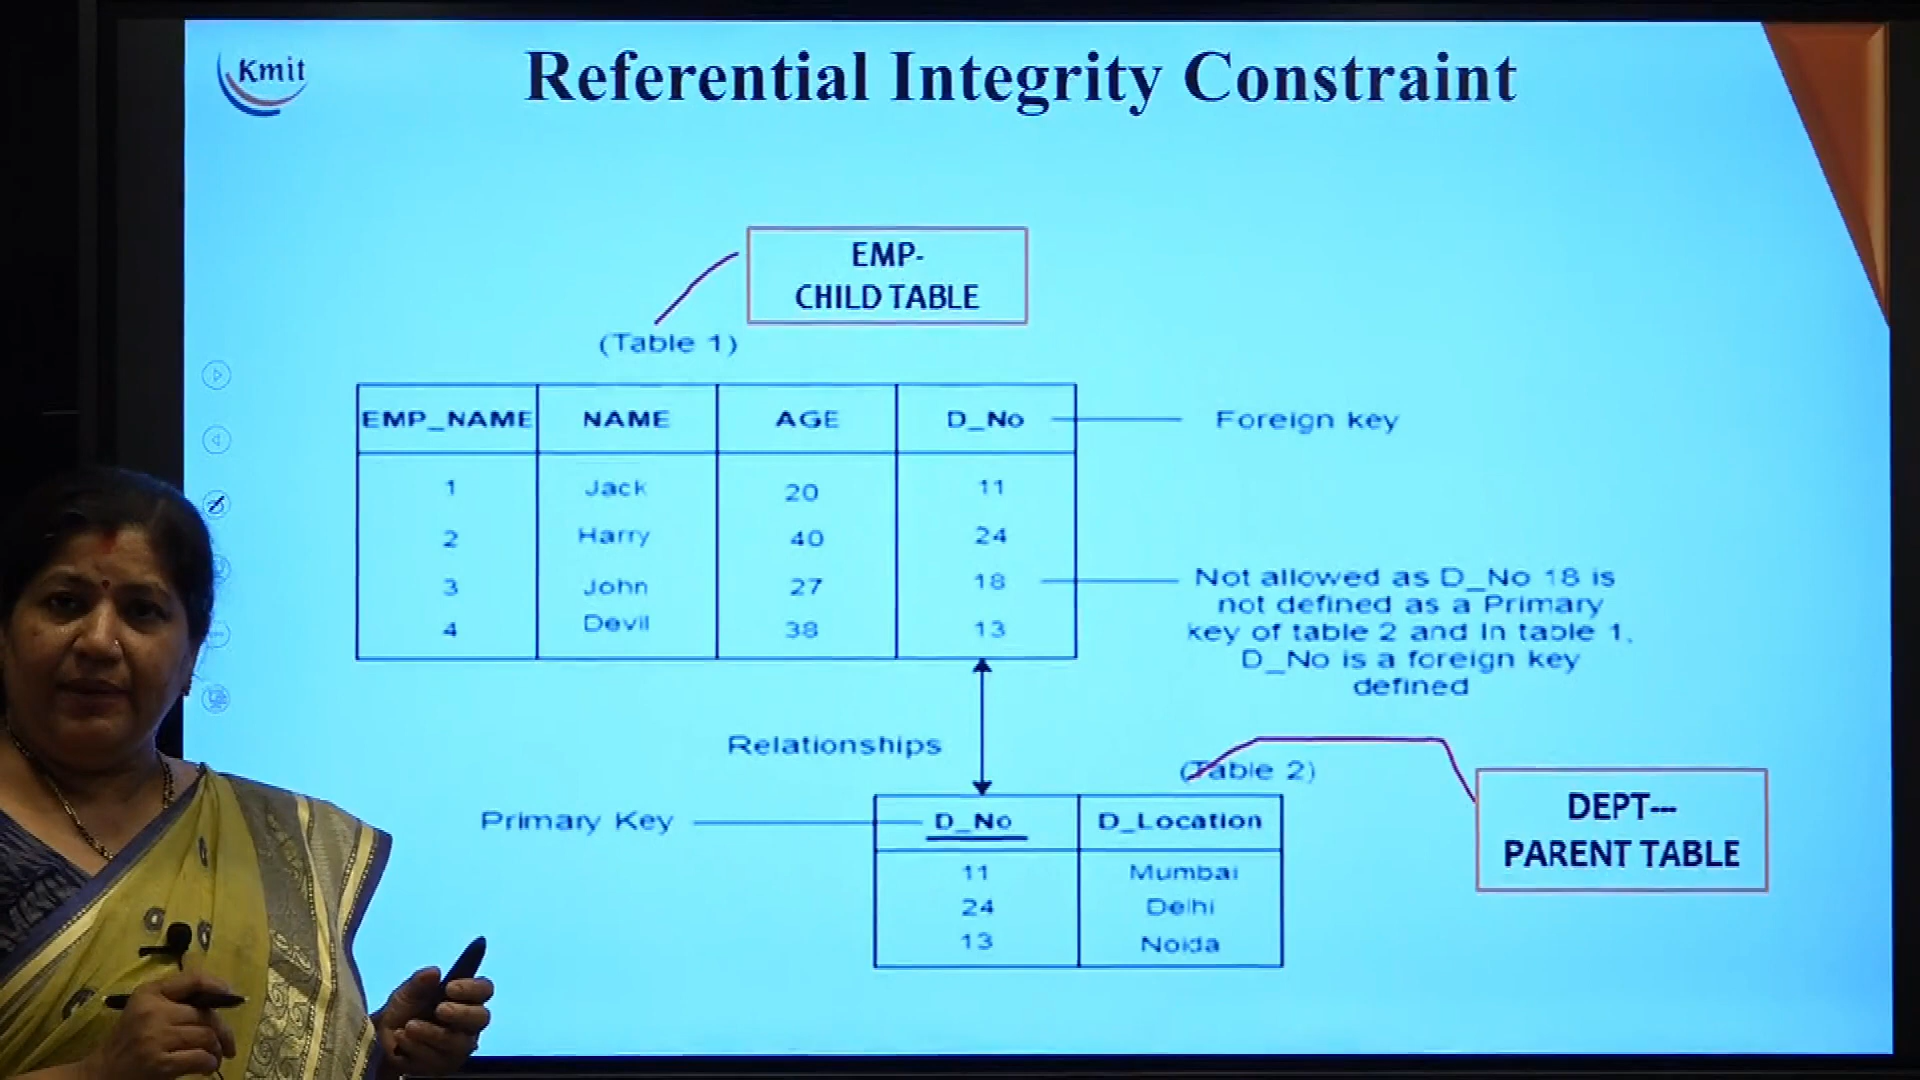 Kmit
Referential Integrity Constraint
EMP-
CHILD TABLE
(Table 1)
EMP_NAME NAME AGE D_No Foreign key
1 Jack 20 11
2 Harry 40 24
3 John 27 18
4 Devil 38 13
Not allowed as D_No 18 is
not defined as a Primary
key of table 2 and In table 1,
D_No is a foreign key
defined
Relationships
(Table 2)
DEPT---
PARENT TABLE
Primary Key D_No D_Location
11 Mumbai
24 Delhi
13 Noida